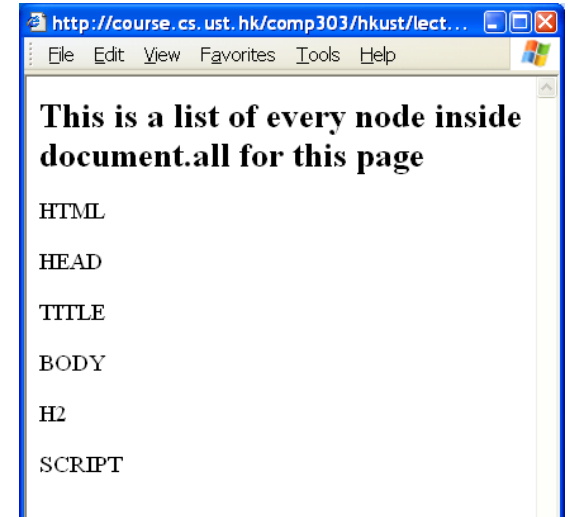 http://course.cs.ust.hk/comp303/hkust/lect...
File Edit View Favorites Tools Help
This is a list of every node inside
document.all for this page
HTML
HEAD
TITLE
BODY
H2
SCRIPT